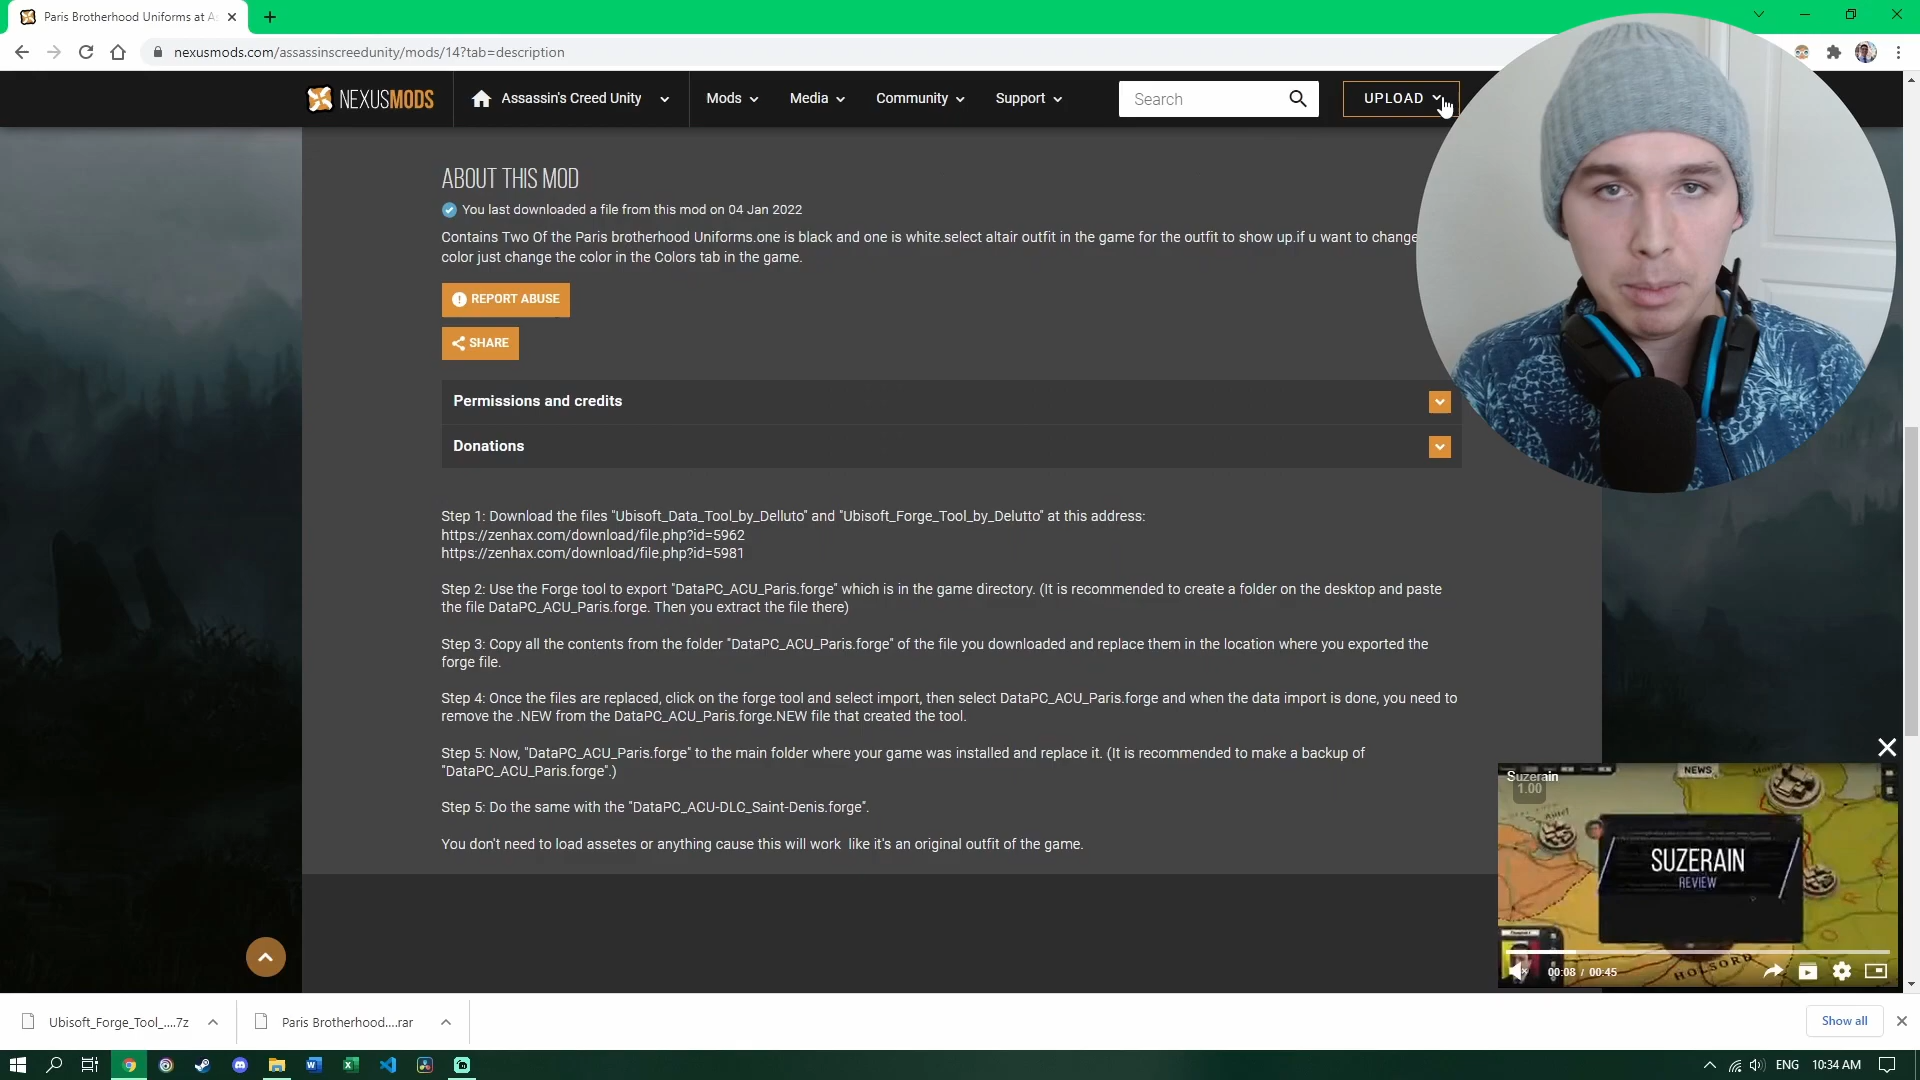 Paris Brotherhood Uniforms at A
nexusmods.com/assassinscreedunity/mods/14?tab=description
NEXUSMODS
Assassin's Creed Unity
Mods
Media
Community
Support
Search
UPLOAD
ABOUT THIS MOD
You last downloaded a file from this mod on 04 Jan 2022
Contains Two Of the Paris brotherhood Uniforms.one is black and one is white.select altair outfit in the game for the outfit to show up.if u want to change
color just change the color in the Colors tab in the game.
REPORT ABUSE
SHARE
Permissions and credits
Donations
Step 1: Download the files "Ubisoft_Data_Tool_by_Delluto" and "Ubisoft_Forge_Tool_by_Delutto" at this address:
https://zenhax.com/download/file.php?id=5962
https://zenhax.com/download/file.php?id=5981
Step 2: Use the Forge tool to export "DataPC_ACU_Paris.forge" which is in the game directory. (It is recommended to create a folder on the desktop and paste
the file DataPC_ACU_Paris.forge. Then you extract the file there)
Step 3: Copy all the contents from the folder "DataPC_ACU_Paris.forge" of the file you downloaded and replace them in the location where you exported the
forge file.
Step 4: Once the files are replaced, click on the forge tool and select import, then select DataPC_ACU_Paris.forge and when the data import is done, you need to
remove the .NEW from the DataPC_ACU_Paris.forge.NEW file that created the tool.
Step 5: Now, "DataPC_ACU_Paris.forge" to the main folder where your game was installed and replace it. (It is recommended to make a backup of
"DataPC_ACU_Paris.forge".)
Step 5: Do the same with the "DataPC_ACU-DLC_Saint-Denis.forge".
You don't need to load assetes or anything cause this will work  like it's an original outfit of the game.
Suzerain
1.00
NEWS
SUZERAIN
REVIEW
HOLSORD
00:08 / 00:45
Ubisoft_Forge_Tool_....7z
Paris Brotherhood....rar
Show all
ENG
10:34 AM